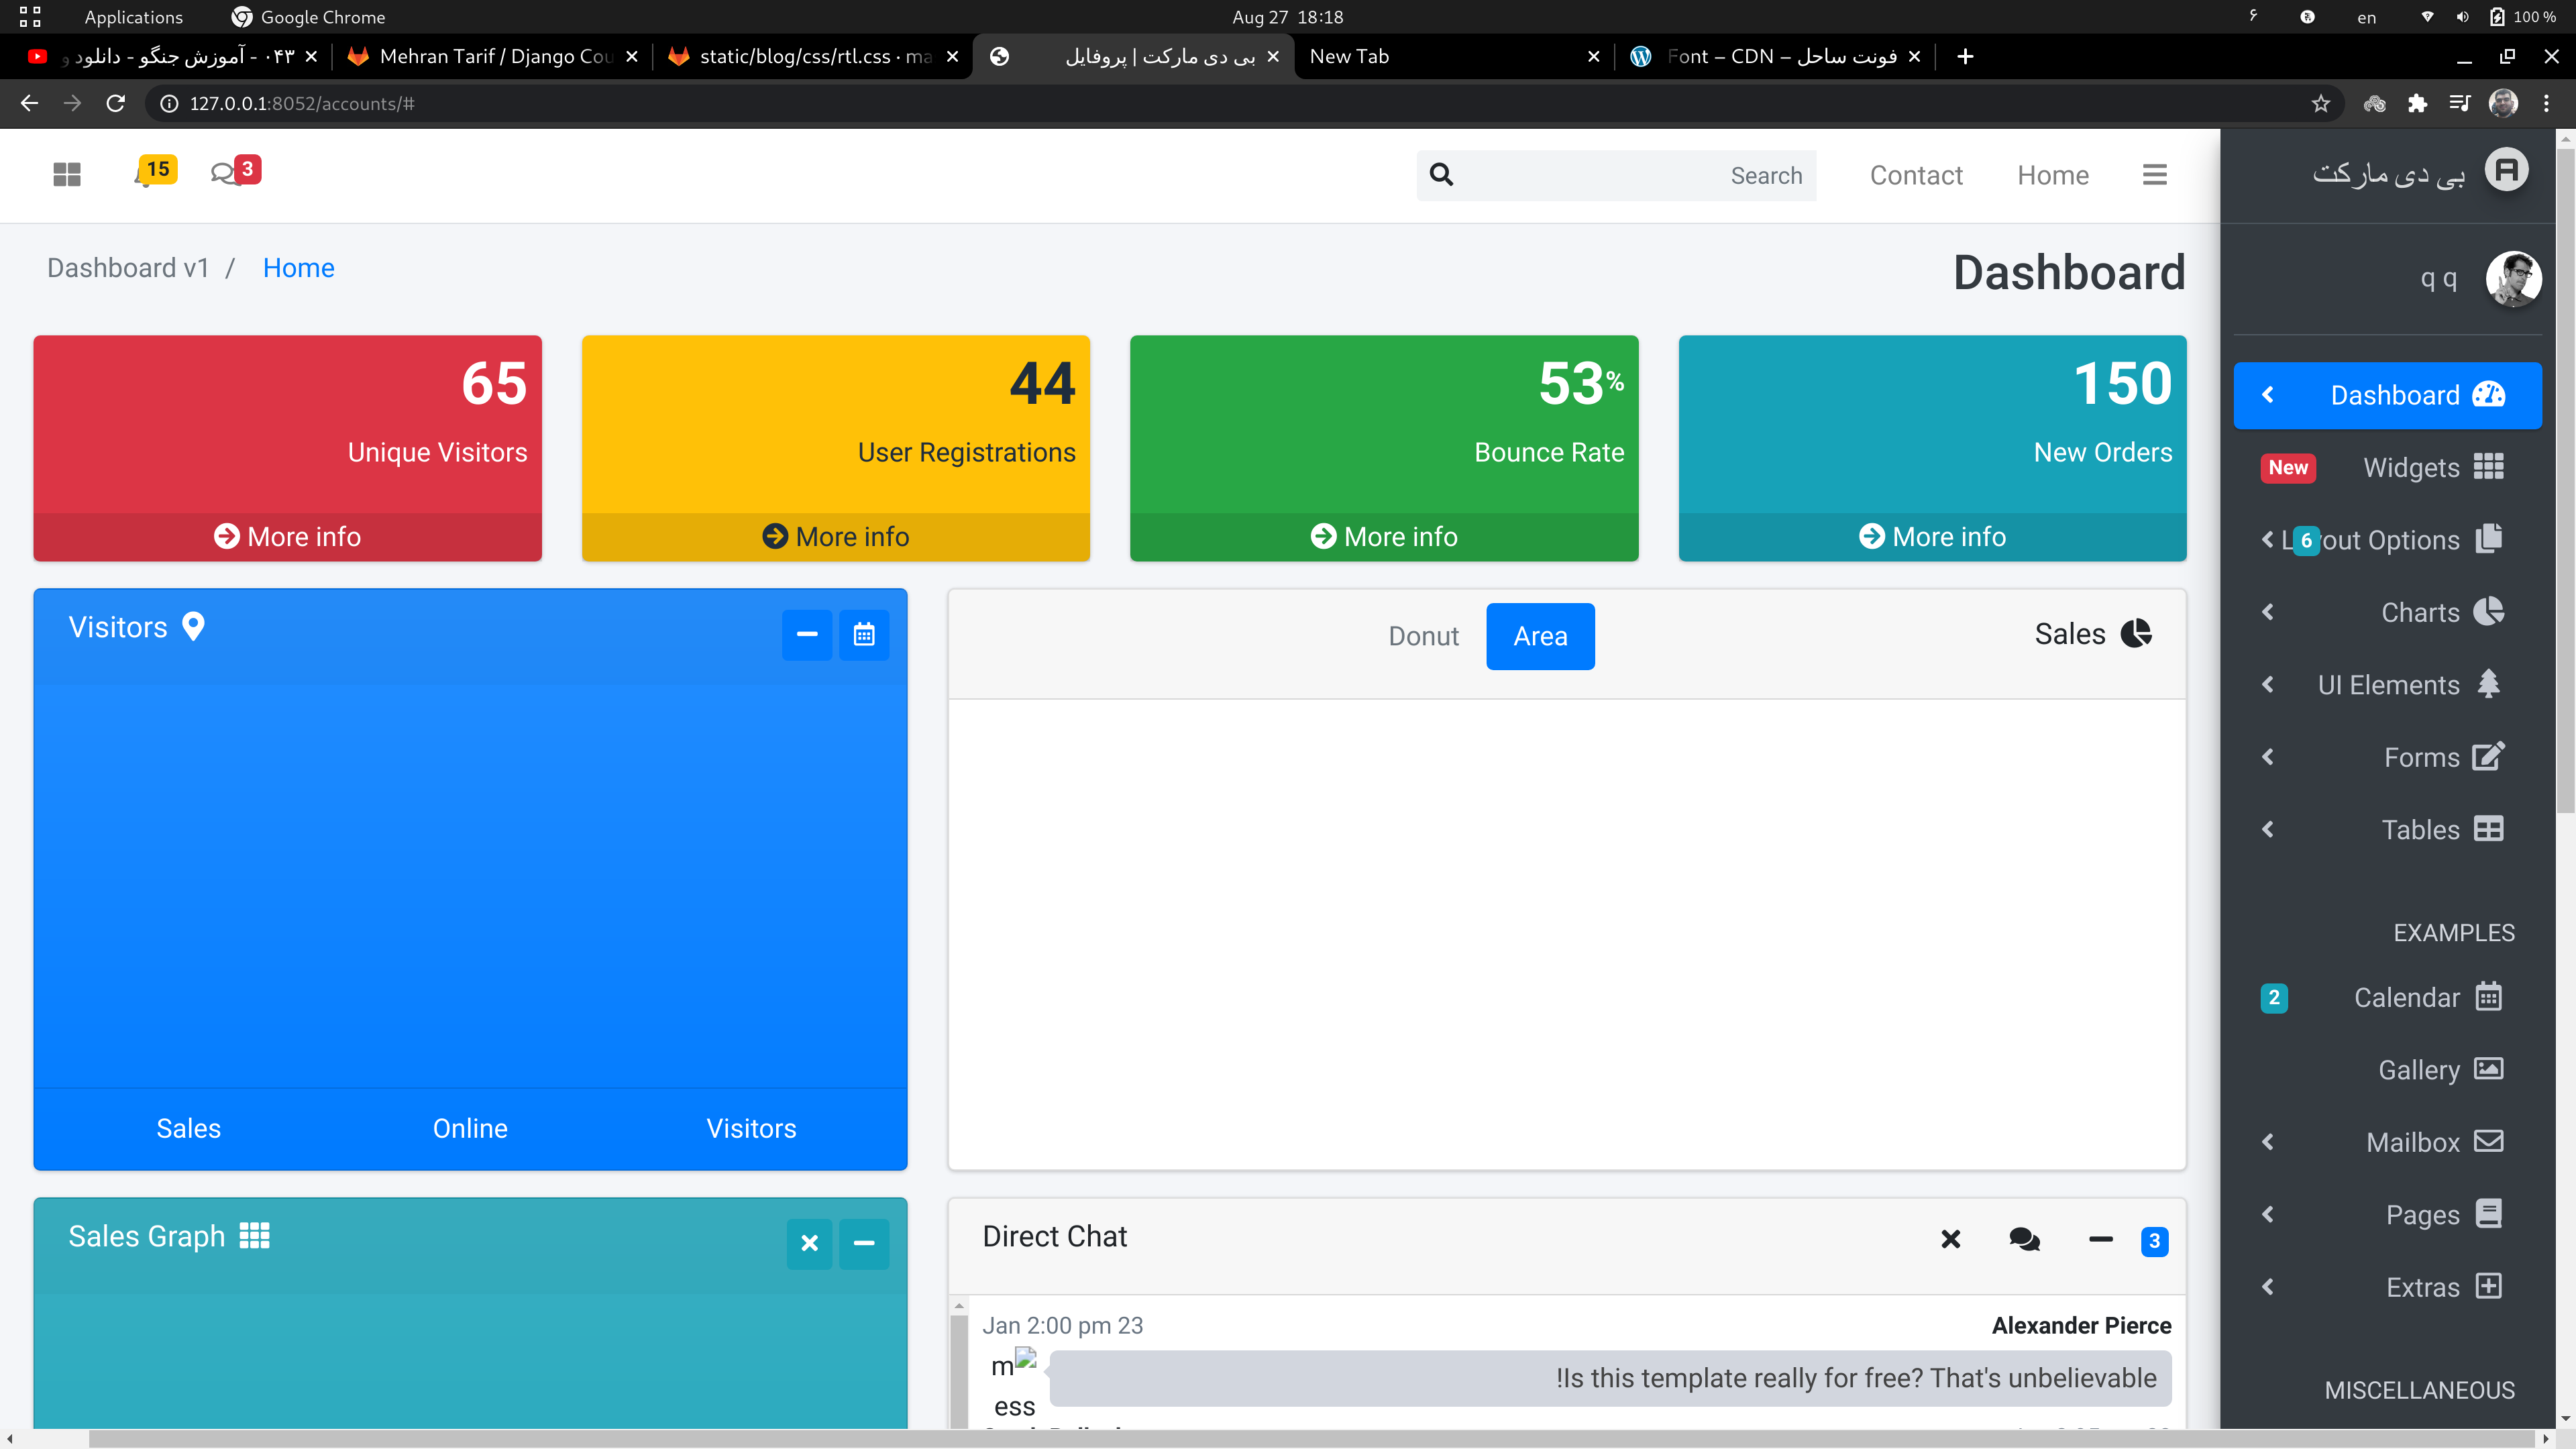 Applications Google Chrome Aug 27 18:18 ۶ en 100 %
۰۴۳ - آموزش جنگو - دانلود و
Mehran Tarif / Django Cou
static/blog/css/rtl.css · ma
بی دی مارکت | پروفایل
New Tab
Font – CDN – فونت ساحل
127.0.0.1:8052/accounts/#
15 3 Search Contact Home
بی دی مارکت
Dashboard v1 / Home
Dashboard
q q
65
Unique Visitors
More info
44
User Registrations
More info
53%
Bounce Rate
More info
150
New Orders
More info
Dashboard
Widgets New
Options 6
Charts
UI Elements
Forms
Tables
EXAMPLES
Calendar 2
Gallery
Mailbox
Pages
Extras
MISCELLANEOUS
Visitors
Sales Online Visitors
Donut Area Sales
Sales Graph
Direct Chat 3
Jan 2:00 pm 23 Alexander Pierce
m
ess
!Is this template really for free? That's unbelievable